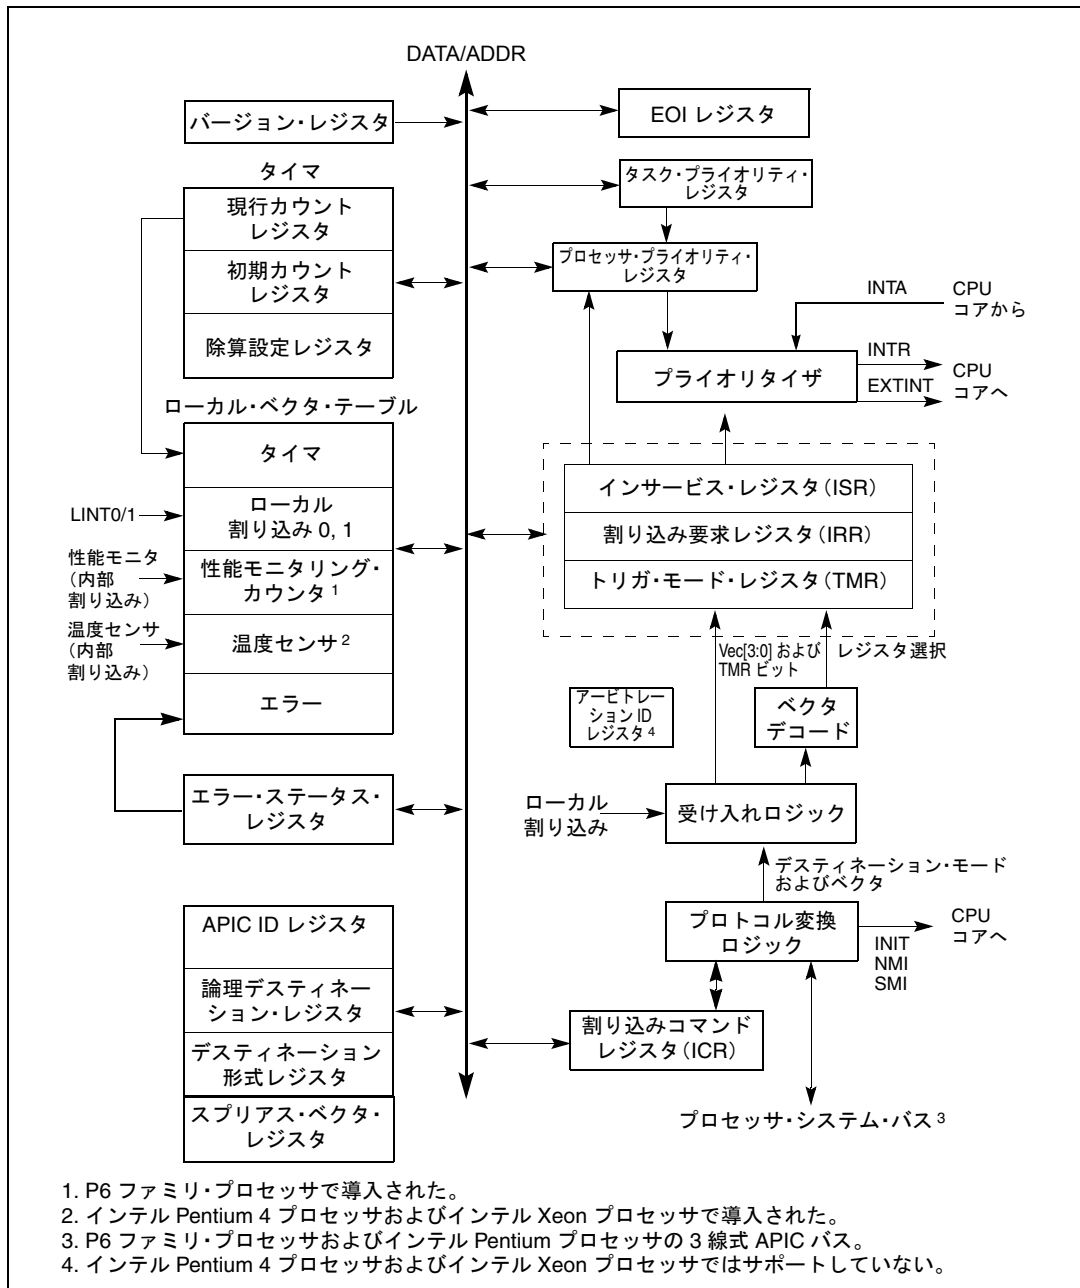 DATA/ADDR
バージョン・レジスタ
EOI レジスタ
タイマ
現行カウント
レジスタ
初期カウント
レジスタ
除算設定レジスタ
タスク・プライオリティ・
レジスタ
プロセッサ・プライオリティ・
レジスタ
INTA
CPU
コアから
プライオリタイザ
INTR
EXTINT
CPU
コアへ
ローカル・ベクタ・テーブル
タイマ
ローカル
割り込み 0, 1
性能モニタリング・
カウンタ 1
温度センサ 2
エラー
LINT0/1
性能モニタ
(内部
割り込み)
温度センサ
(内部
割り込み)
インサービス・レジスタ(ISR)
割り込み要求レジスタ(IRR)
トリガ・モード・レジスタ(TMR)
Vec[3:0] および
TMR ビット
レジスタ選択
アービトレー
ション ID
レジスタ 4
ベクタ
デコード
エラー・ステータス・
レジスタ
ローカル
割り込み
受け入れロジック
デスティネーション・モード
およびベクタ
プロトコル変換
ロジック
INIT
NMI
SMI
CPU
コアへ
APIC ID レジスタ
論理デスティネー
ション・レジスタ
デスティネーション
形式レジスタ
スプリアス・ベクタ・
レジスタ
割り込みコマンド
レジスタ(ICR)
プロセッサ・システム・バス 3
1. P6 ファミリ・プロセッサで導入された。
2. インテル Pentium 4 プロセッサおよびインテル Xeon プロセッサで導入された。
3. P6 ファミリ・プロセッサおよびインテル Pentium プロセッサの 3 線式 APIC バス。
4. インテル Pentium 4 プロセッサおよびインテル Xeon プロセッサではサポートしていない。